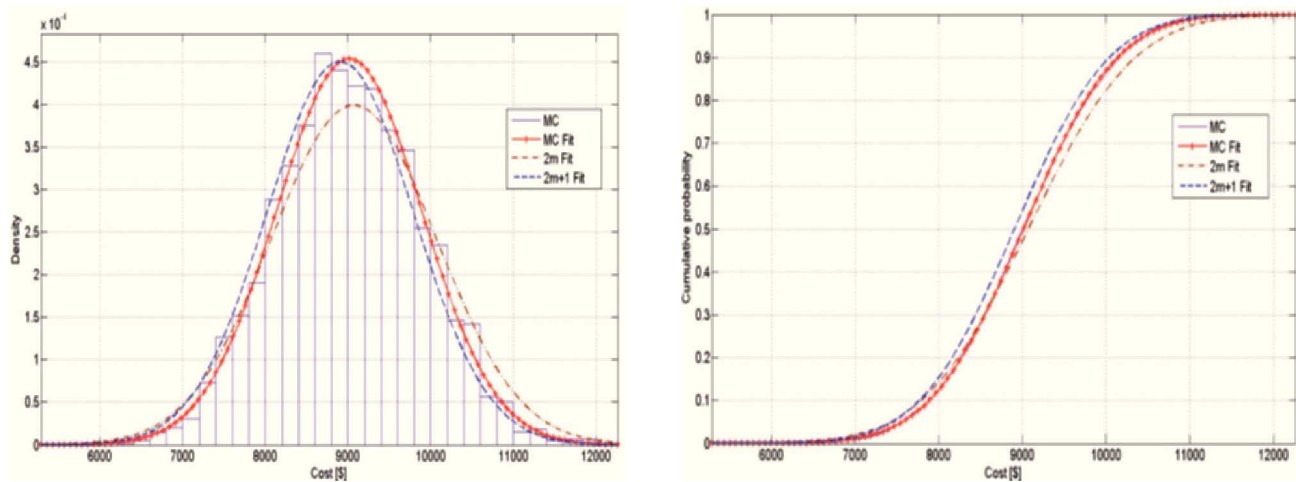 x 10⁻⁴
4.5
4
3.5
3
2.5
2
1.5
1
0.5
0
Density
6000 7000 8000 9000 10000 11000 12000
Cost [$]
MC
MC Fit
2m Fit
2m+1 Fit
1
0.9
0.8
0.7
0.6
0.5
0.4
0.3
0.2
0.1
0
Cumulative probability
6000 7000 8000 9000 10000 11000 12000
Cost [$]
MC
MC Fit
2m Fit
2m+1 Fit